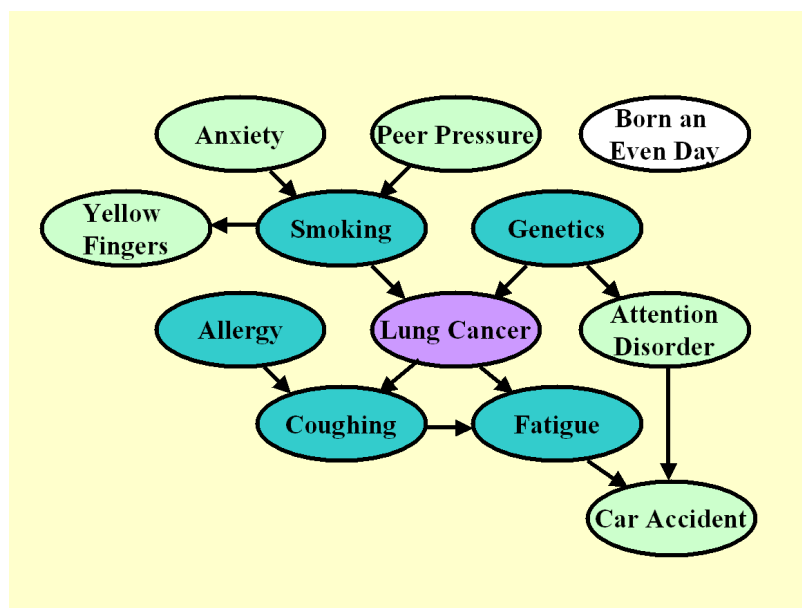 Anxiety
Peer Pressure
Born an
Even Day
Yellow
Fingers
Smoking
Genetics
Allergy
Lung Cancer
Attention
Disorder
Coughing
Fatigue
Car Accident